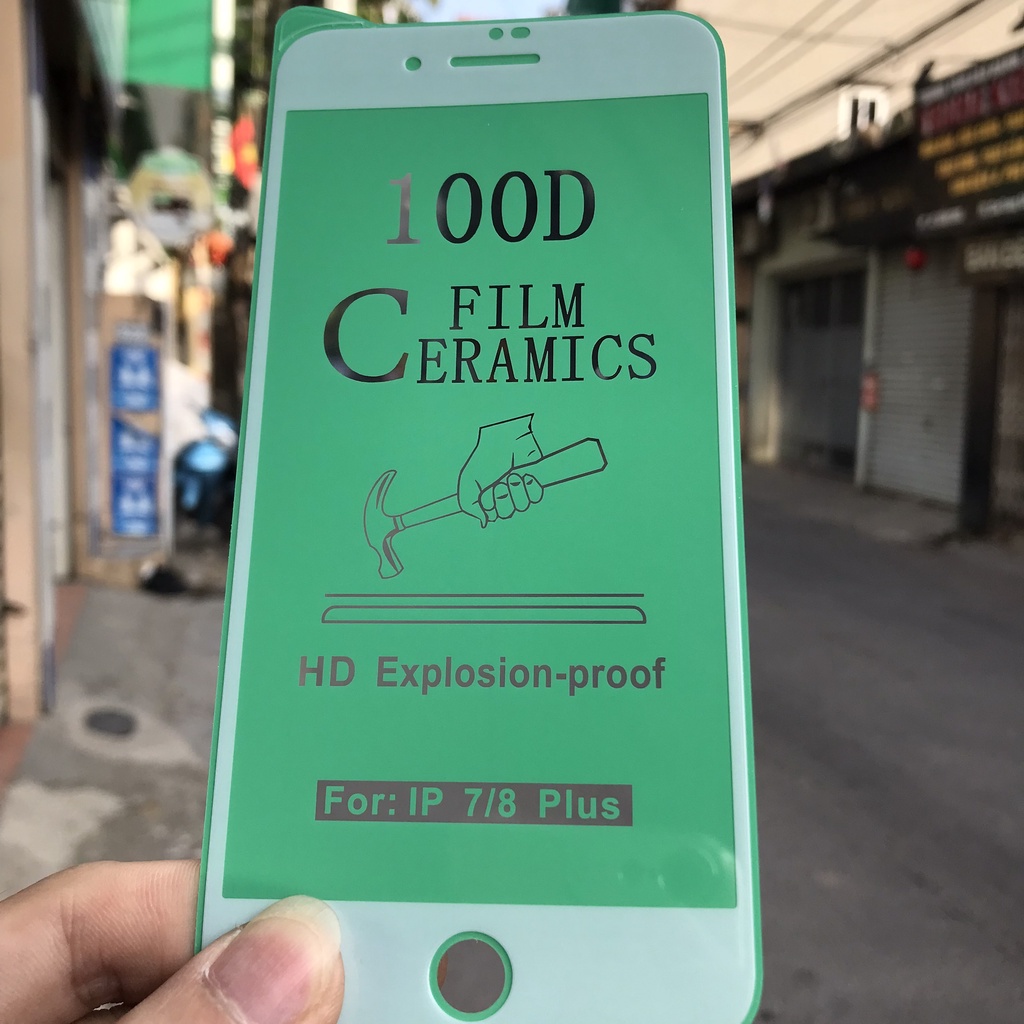 100D
FILM
CERAMICS
HD Explosion-proof
For: IP 7/8 Plus